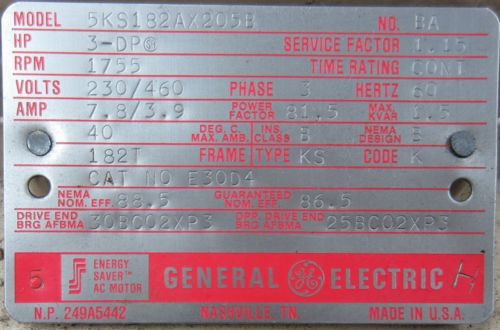 MODEL 5KS182AX205B NO. BA
HP 3-DP® SERVICE FACTOR 1.15
RPM 1755 TIME RATING CONT
VOLTS 230/460 PHASE 3 HERTZ 60
AMP 7.8/3.9 POWER FACTOR 81.5 MAX. KVAR 1.5
40 DEG. C MAX. AMB. INS. CLASS B NEMA DESIGN B
182T FRAME TYPE KS CODE K
CAT NO E30D4
NEMA NOM. EFF. 88.5 GUARANTEED NOM. EFF. 86.5
DRIVE END BRG AFBMA 30BC02XP3 OPP. DRIVE END BRG AFBMA 25BC02XP3
5 ENERGY SAVER™ AC MOTOR GENERAL GE ELECTRIC H
N.P. 249A5442 NASHVILLE, TN. MADE IN U.S.A.